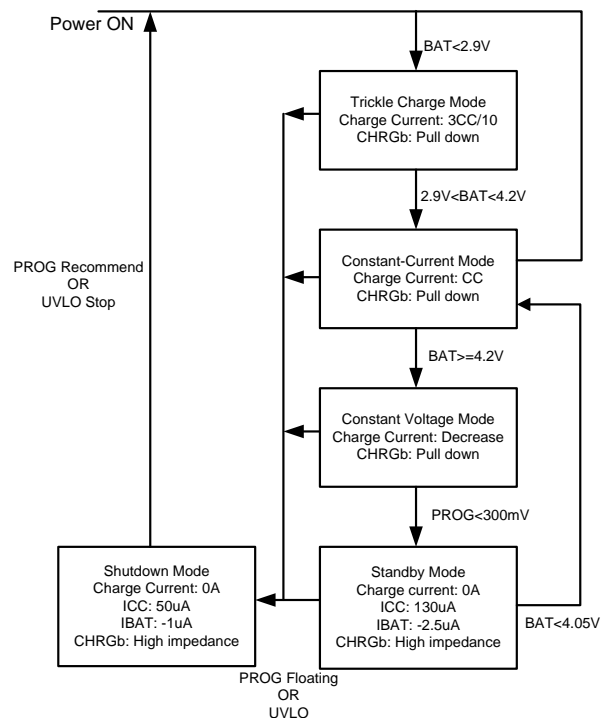 Power ON
BAT<2.9V
Trickle Charge Mode
Charge Current: 3CC/10
CHRGb: Pull down
2.9V<BAT<4.2V
PROG Recommend
OR
UVLO Stop
Constant-Current Mode
Charge Current: CC
CHRGb: Pull down
BAT>=4.2V
Constant Voltage Mode
Charge Current: Decrease
CHRGb: Pull down
PROG<300mV
Shutdown Mode
Charge Current: 0A
ICC: 50uA
IBAT: -1uA
CHRGb: High impedance
Standby Mode
Charge current: 0A
ICC: 130uA
IBAT: -2.5uA
CHRGb: High impedance
BAT<4.05V
PROG Floating
OR
UVLO